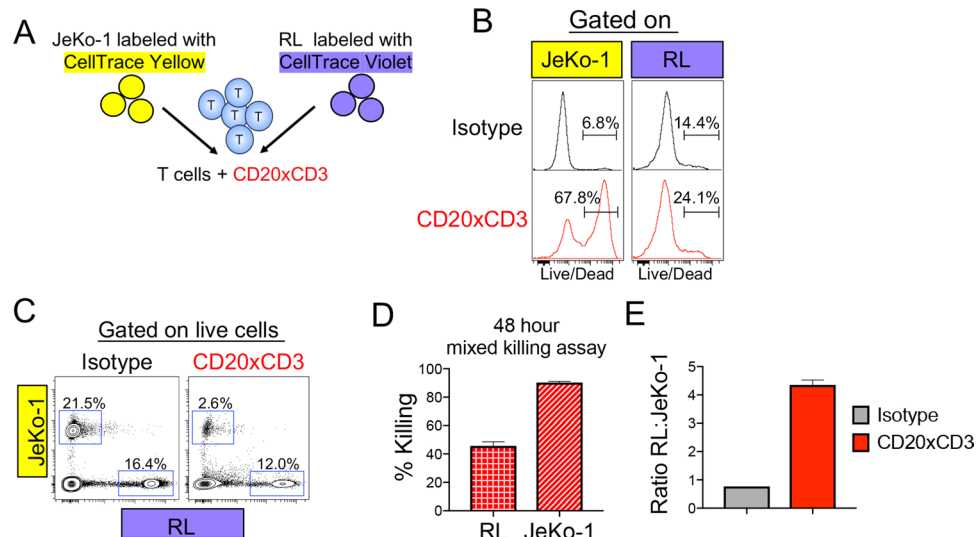 A
JeKo-1 labeled with
CellTrace Yellow
RL labeled with
CellTrace Violet
T
T
T
T
T
T cells + CD20xCD3
B
Gated on
JeKo-1
RL
Isotype
6.8%
14.4%
CD20xCD3
67.8%
24.1%
Live/Dead
Live/Dead
C
Gated on live cells
Isotype
CD20xCD3
JeKo-1
21.5%
16.4%
2.6%
12.0%
RL
D
48 hour
mixed killing assay
% Killing
100
80
60
40
20
0
RL
JeKo-1
E
Ratio RL:JeKo-1
5
4
3
2
1
0
Isotype
CD20xCD3